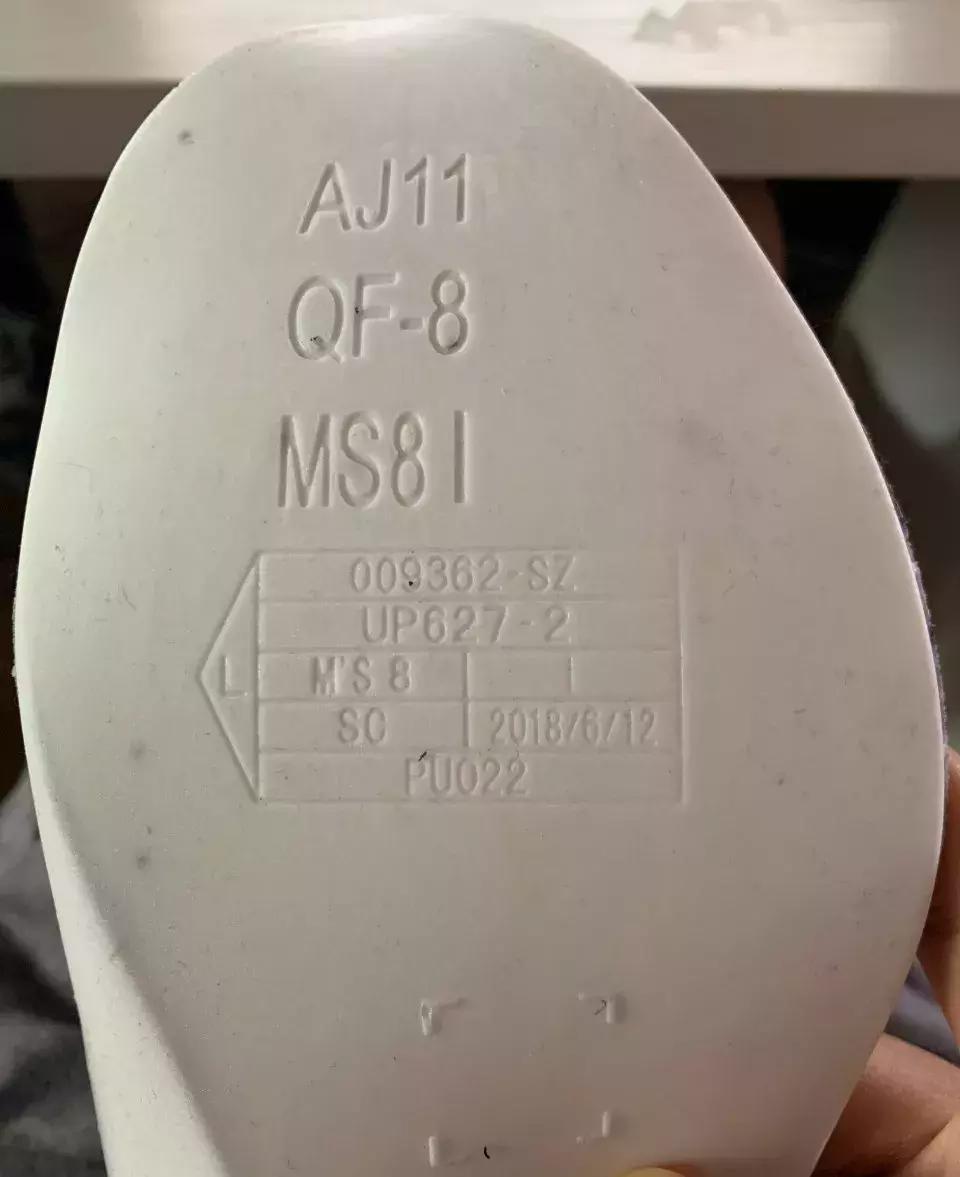 AJ11
QF-8
MS8 I
009362-SZ
UP627-2
L M'S 8 I
SC 2018/6/12
PU022